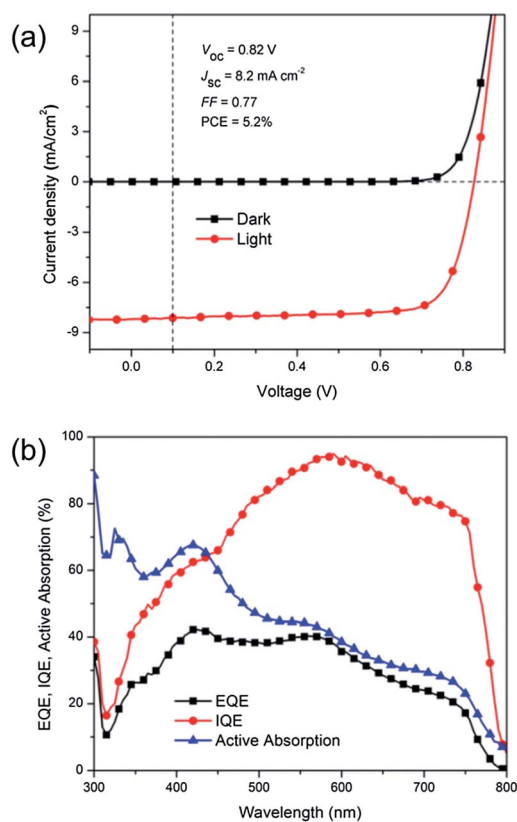 (a)
9
6
3
0
-3
-6
-9
Current density (mA/cm²)
V_OC = 0.82 V
J_SC = 8.2 mA cm⁻²
FF = 0.77
PCE = 5.2%
Dark
Light
0.0 0.2 0.4 0.6 0.8
Voltage (V)
(b)
100
80
60
40
20
0
EQE, IQE, Active Absorption (%)
EQE
IQE
Active Absorption
300 400 500 600 700 800
Wavelength (nm)